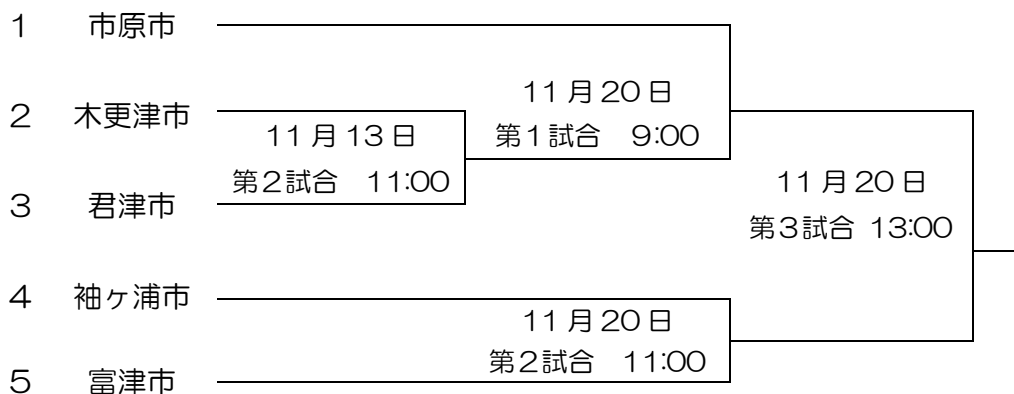 1 市原市
11月20日
2 木更津市
11月13日
第1試合 9:00
第2試合 11:00
11月20日
3 君津市
第3試合 13:00
4 袖ヶ浦市
11月20日
第2試合 11:00
5 富津市